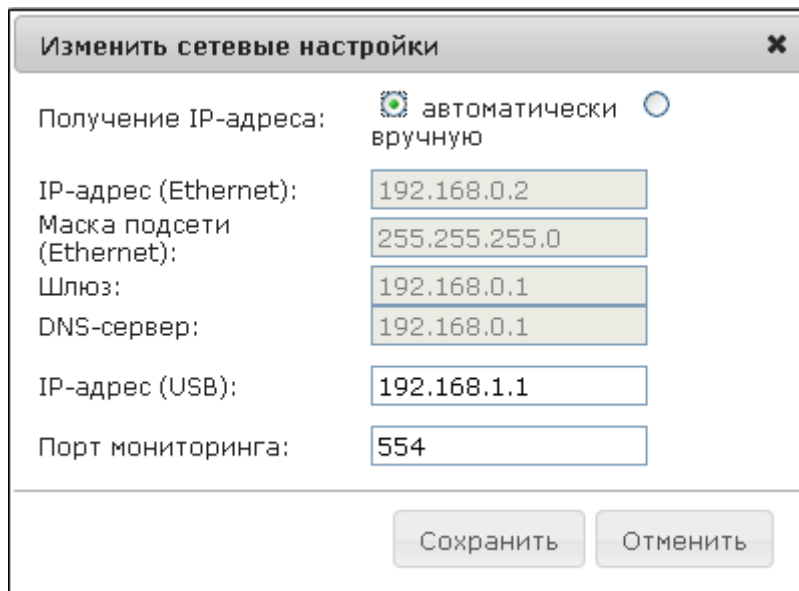 Изменить сетевые настройки
Получение IP-адреса:
автоматически
вручную
IP-адрес (Ethernet):
192.168.0.2
Маска подсети
(Ethernet):
255.255.255.0
Шлюз:
192.168.0.1
DNS-сервер:
192.168.0.1
IP-адрес (USB):
192.168.1.1
Порт мониторинга:
554
Сохранить
Отменить